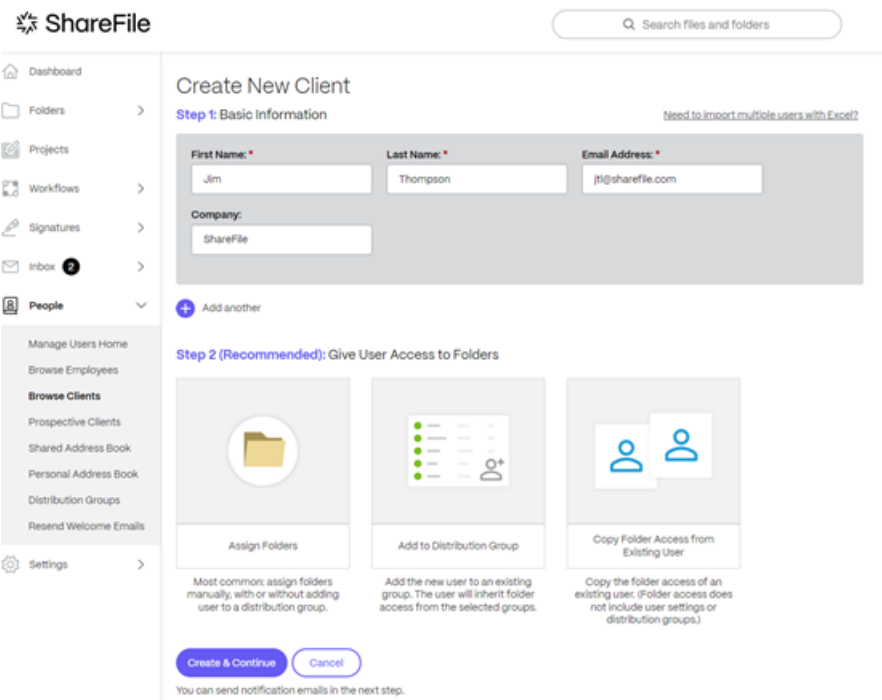 ShareFile
Search files and folders
Dashboard
Folders
Projects
Workflows
Signatures
Inbox 2
People
Manage Users Home
Browse Employees
Browse Clients
Prospective Clients
Shared Address Book
Personal Address Book
Distribution Groups
Resend Welcome Emails
Settings
Create New Client
Step 1: Basic Information
Need to import multiple users with Excel?
First Name: * Last Name: * Email Address: *
Jim Thompson jtl@sharefile.com
Company:
ShareFile
Add another
Step 2 (Recommended): Give User Access to Folders
Assign Folders
Most common: assign folders
manually, with or without adding
user to a distribution group.
Add to Distribution Group
Add the new user to an existing
group. The user will inherit folder
access from the selected groups.
Copy Folder Access from
Existing User
Copy the folder access of an
existing user. (Folder access does
not include user settings or
distribution groups.)
Create & Continue Cancel
You can send notification emails in the next step.